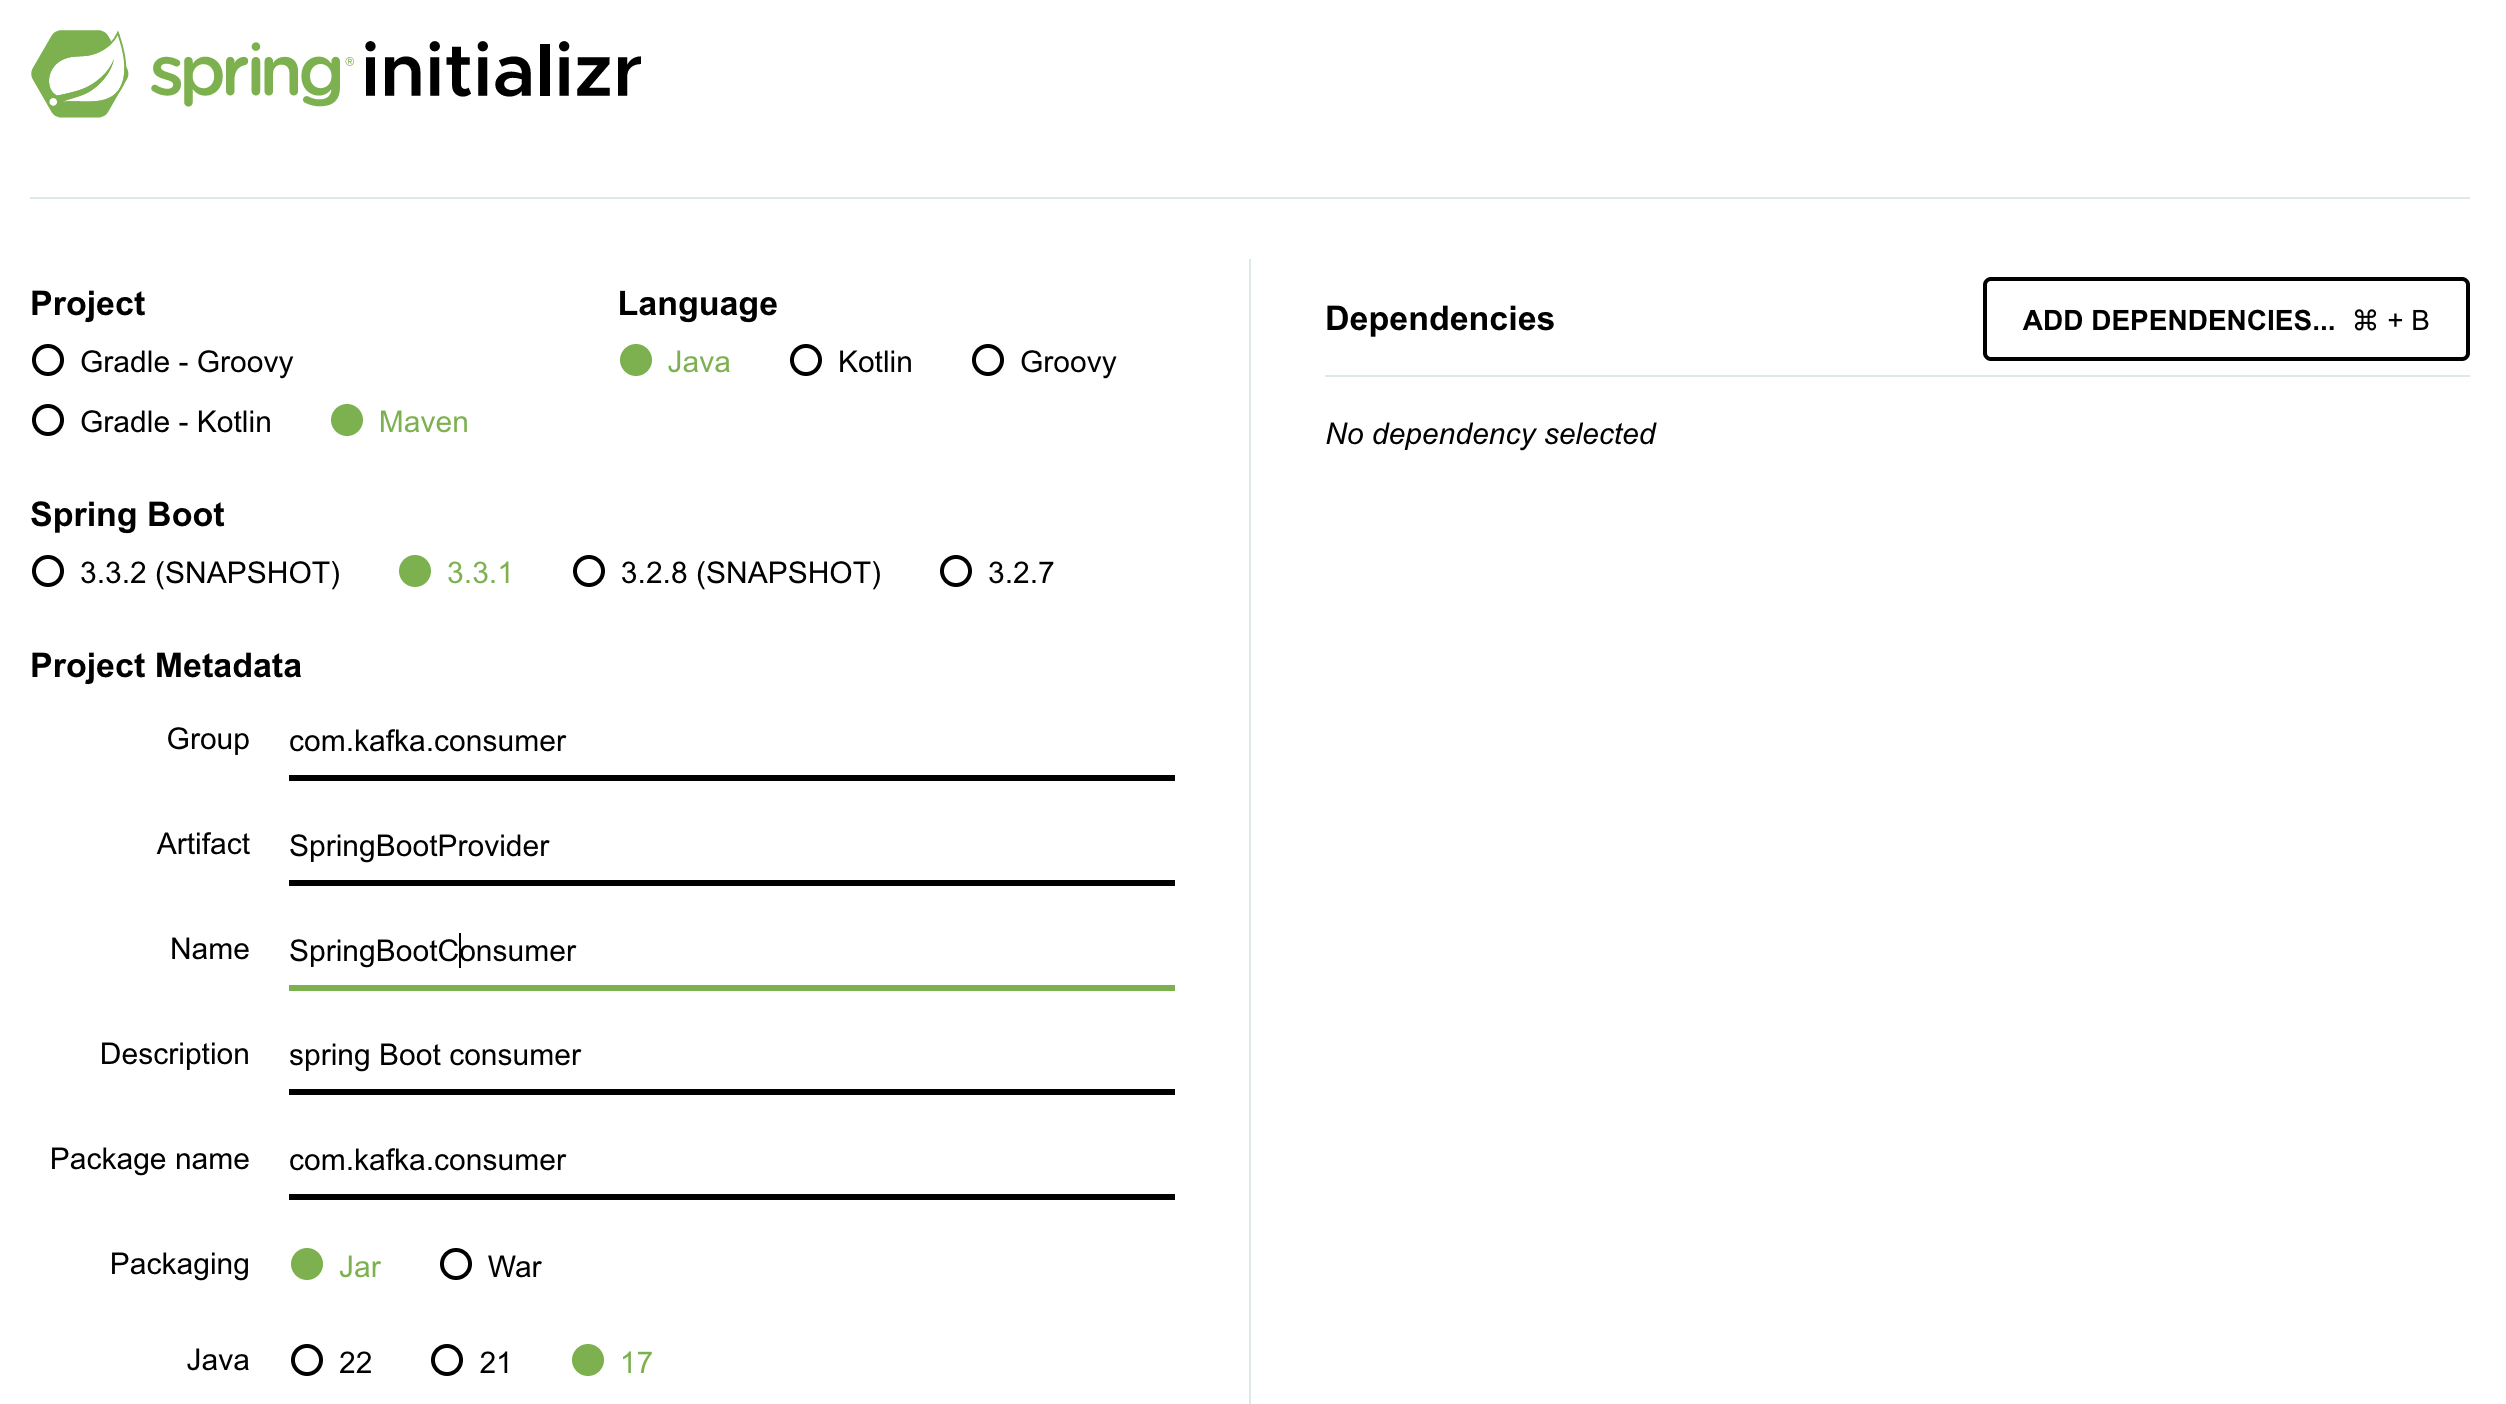 spring® initializr
Project
Gradle - Groovy
Gradle - Kotlin Maven
Language
Java Kotlin Groovy
Spring Boot
3.3.2 (SNAPSHOT) 3.3.1 3.2.8 (SNAPSHOT) 3.2.7
Project Metadata
Group com.kafka.consumer
Artifact SpringBootProvider
Name SpringBootConsumer
Description spring Boot consumer
Package name com.kafka.consumer
Packaging Jar War
Java 22 21 17
Dependencies
ADD DEPENDENCIES... ⌘ + B
No dependency selected